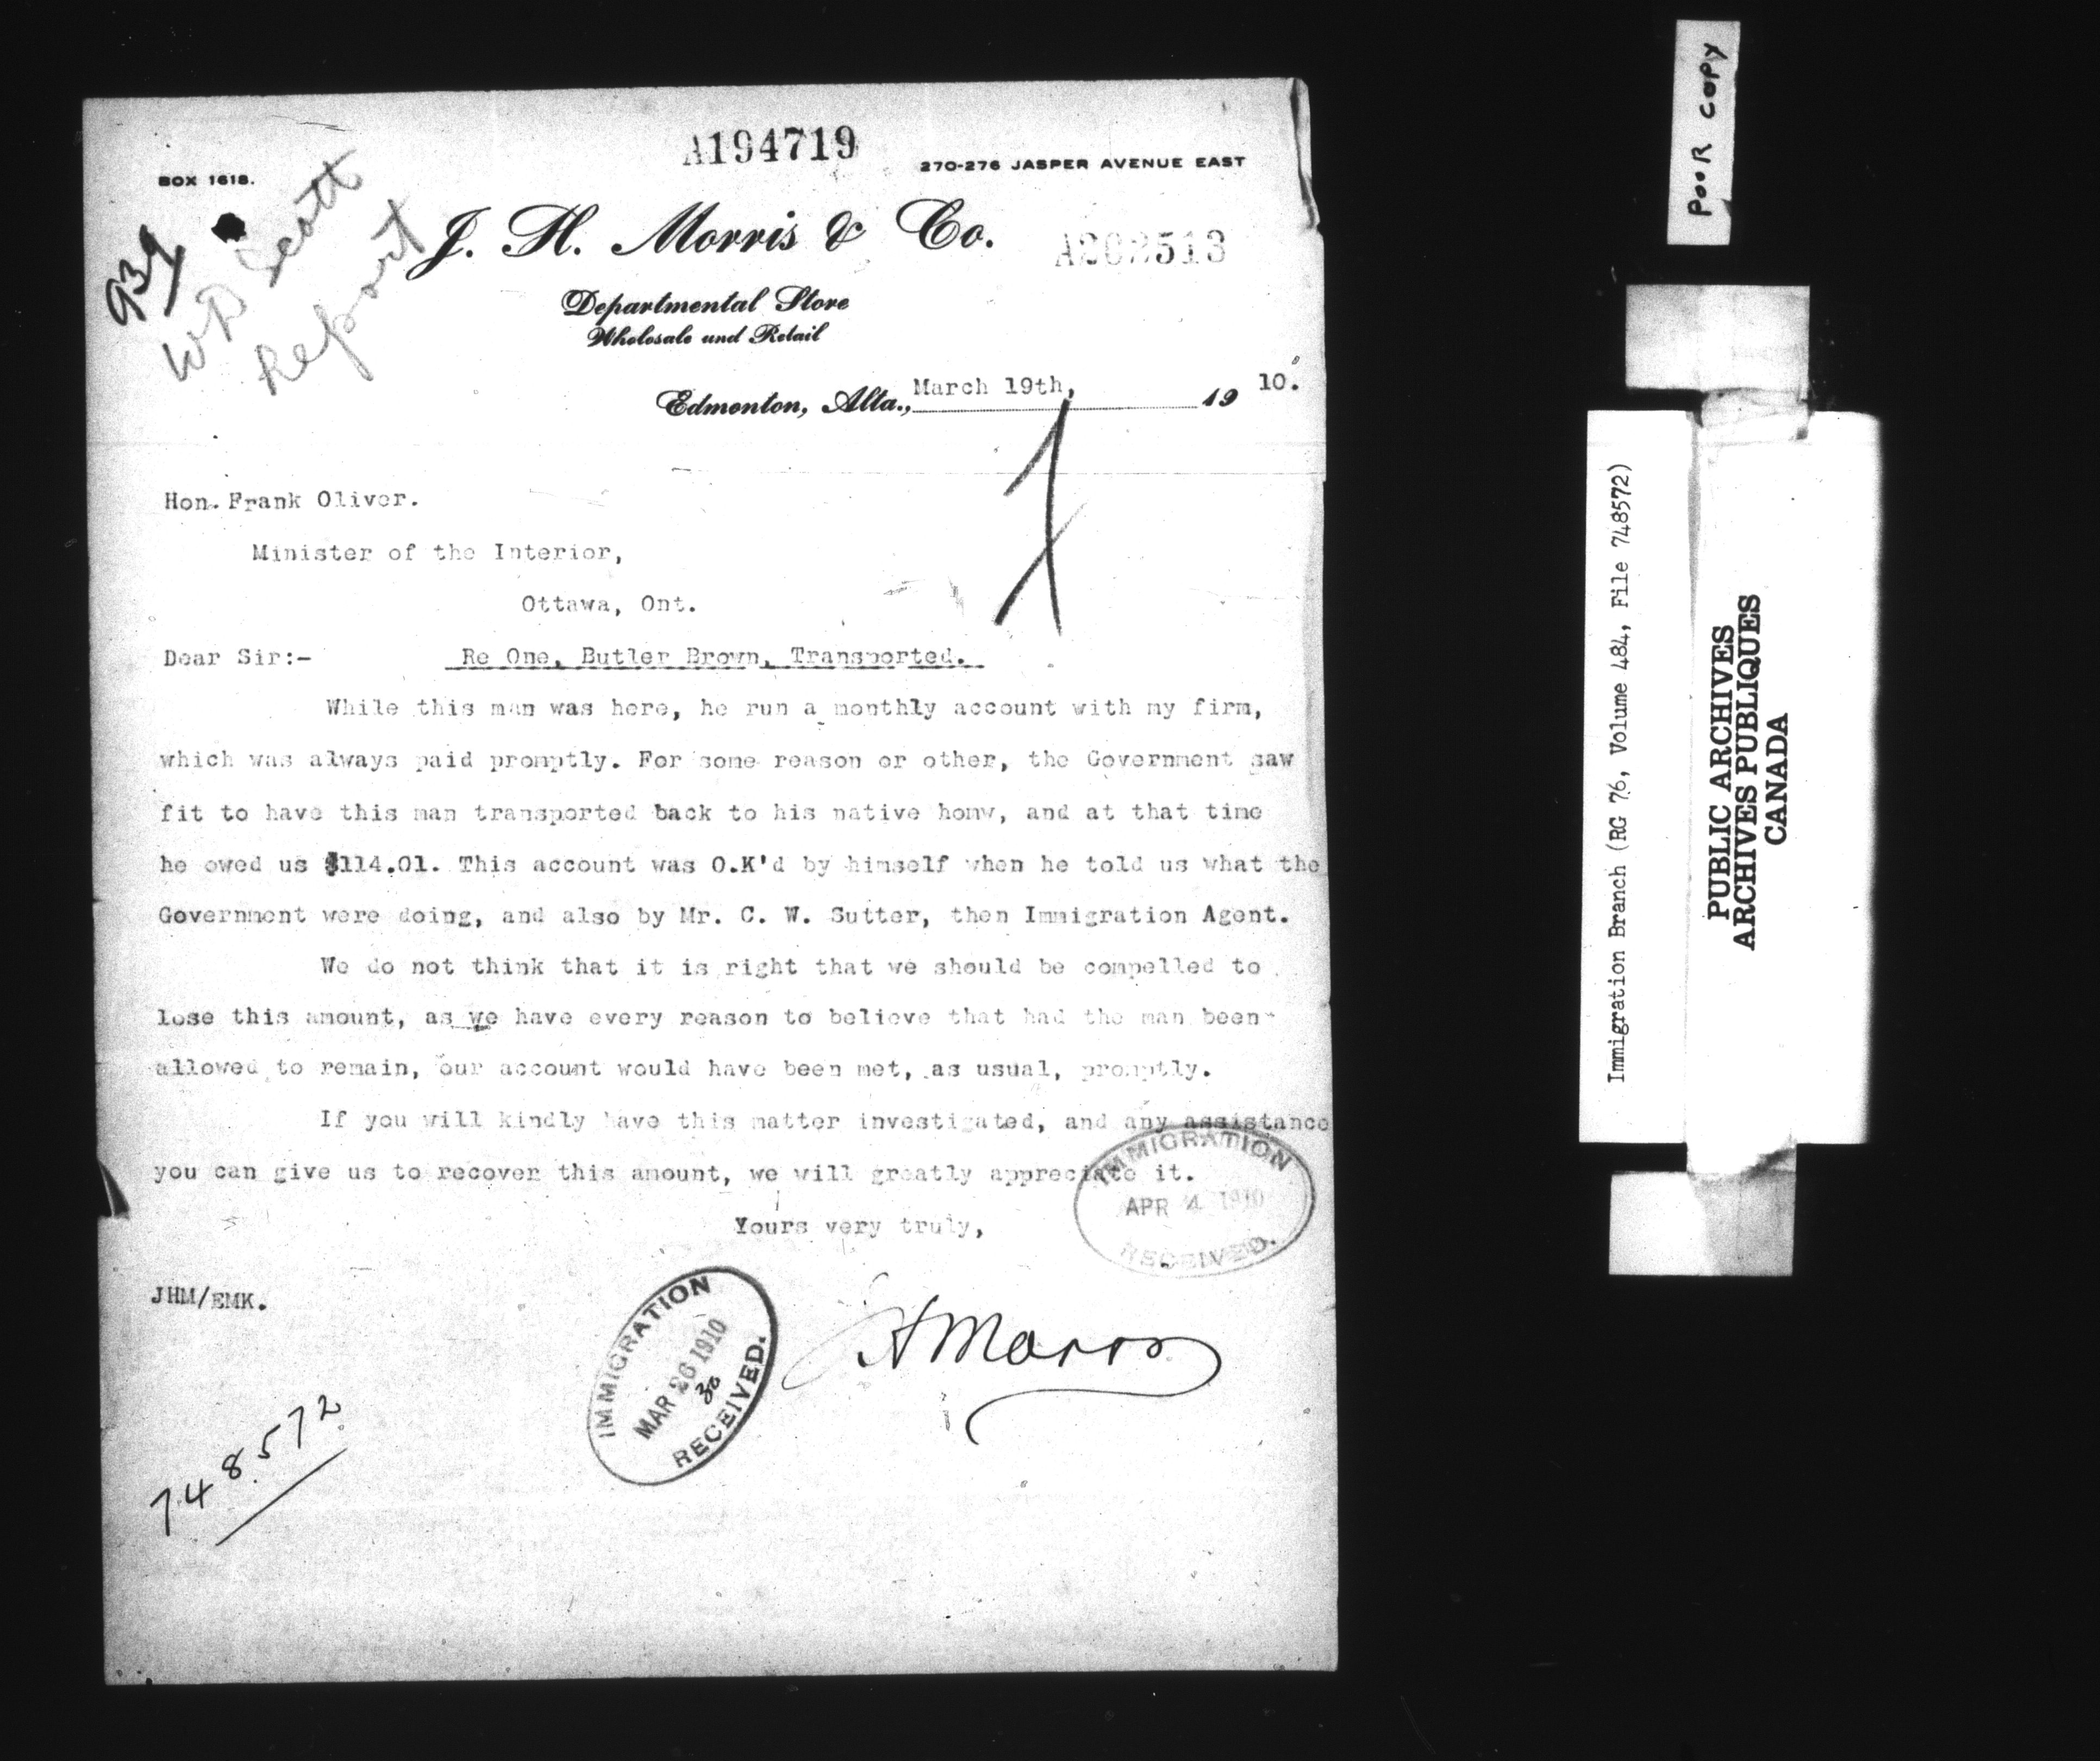 A194719
BOX 1618.
270-276 JASPER AVENUE EAST
939
WD Scott
Report
J. H. Morris & Co.
Departmental Store
Wholesale and Retail
Edmonton, Alta., March 19th, 19 10.
Hon. Frank Oliver.
Minister of the Interior,
Ottawa, Ont.
Dear Sir:- Re One, Butler Brown, Transported.
While this man was here, he run a monthly account with my firm,
which was always paid promptly. For some reason or other, the Government saw
fit to have this man transported back to his native homw, and at that time
he owed us $114.01. This account was O.K'd by himself when he told us what the
Government were doing, and also by Mr. C. W. Sutter, then Immigration Agent.
We do not think that it is right that we should be compelled to
lose this amount, as we have every reason to believe that had the man been
allowed to remain, our account would have been met, as usual, promptly.
If you will kindly have this matter investigated, and any assistance
you can give us to recover this amount, we will greatly appreciate it.
Yours very truly,
IMMIGRATION
APR 4 1910
RECEIVED.
JHM/EMK.
IMMIGRATION
MAR 26 1910
30
RECEIVED.
748572
POOR COPY
Immigration Branch (RG 76, Volume 484, File 748572)
PUBLIC ARCHIVES
ARCHIVES PUBLIQUES
CANADA